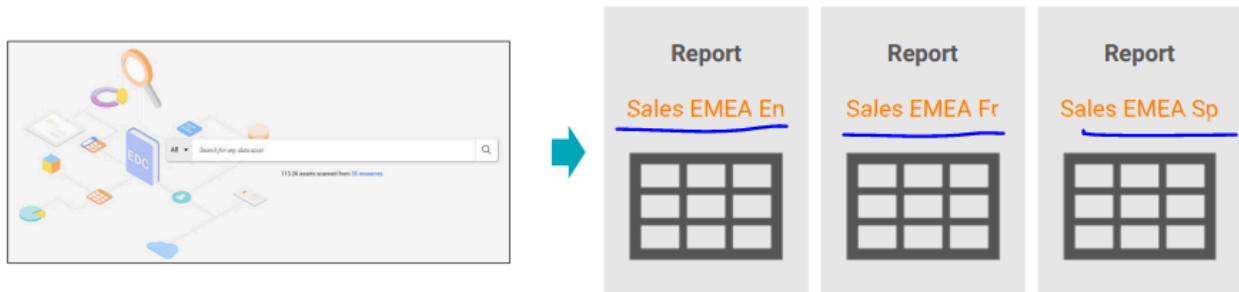 EDC
All
Search for any data asset
113.2K assets scanned from 35 resources
Report
Sales EMEA En
Report
Sales EMEA Fr
Report
Sales EMEA Sp